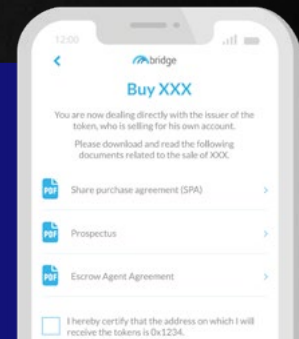 12:00
bridge
Buy XXX
You are now dealing directly with the issuer of the
token, who is selling for his own account.
Please download and read the following
documents related to the sale of XXX.
PDF Share purchase agreement (SPA)
PDF Prospectus
PDF Escrow Agent Agreement
I hereby certify that the address on which I will
receive the tokens is 0x1234.